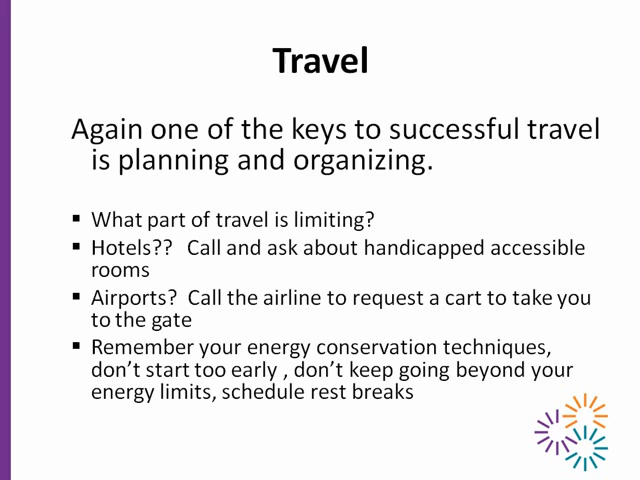 Travel
Again one of the keys to successful travel
is planning and organizing.
▪ What part of travel is limiting?
▪ Hotels??   Call and ask about handicapped accessible
rooms
▪ Airports?  Call the airline to request a cart to take you
to the gate
▪ Remember your energy conservation techniques,
don’t start too early , don’t keep going beyond your
energy limits, schedule rest breaks